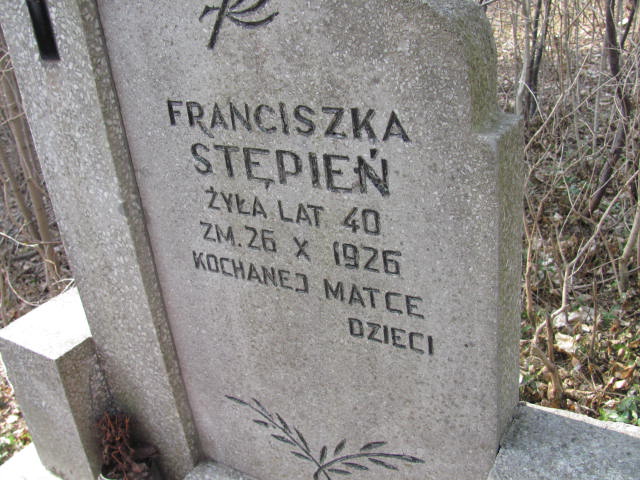 FRANCISZKA
STĘPIEŃ
ŻYŁA LAT 40
ZM. 26 X 1926
KOCHANEJ MATCE
DZIECI